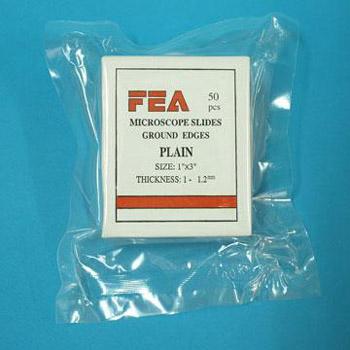 FEA 50 pcs
MICROSCOPE SLIDES
GROUND EDGES
PLAIN
SIZE: 1"x3"
THICKNESS: 1 - 1.2mm